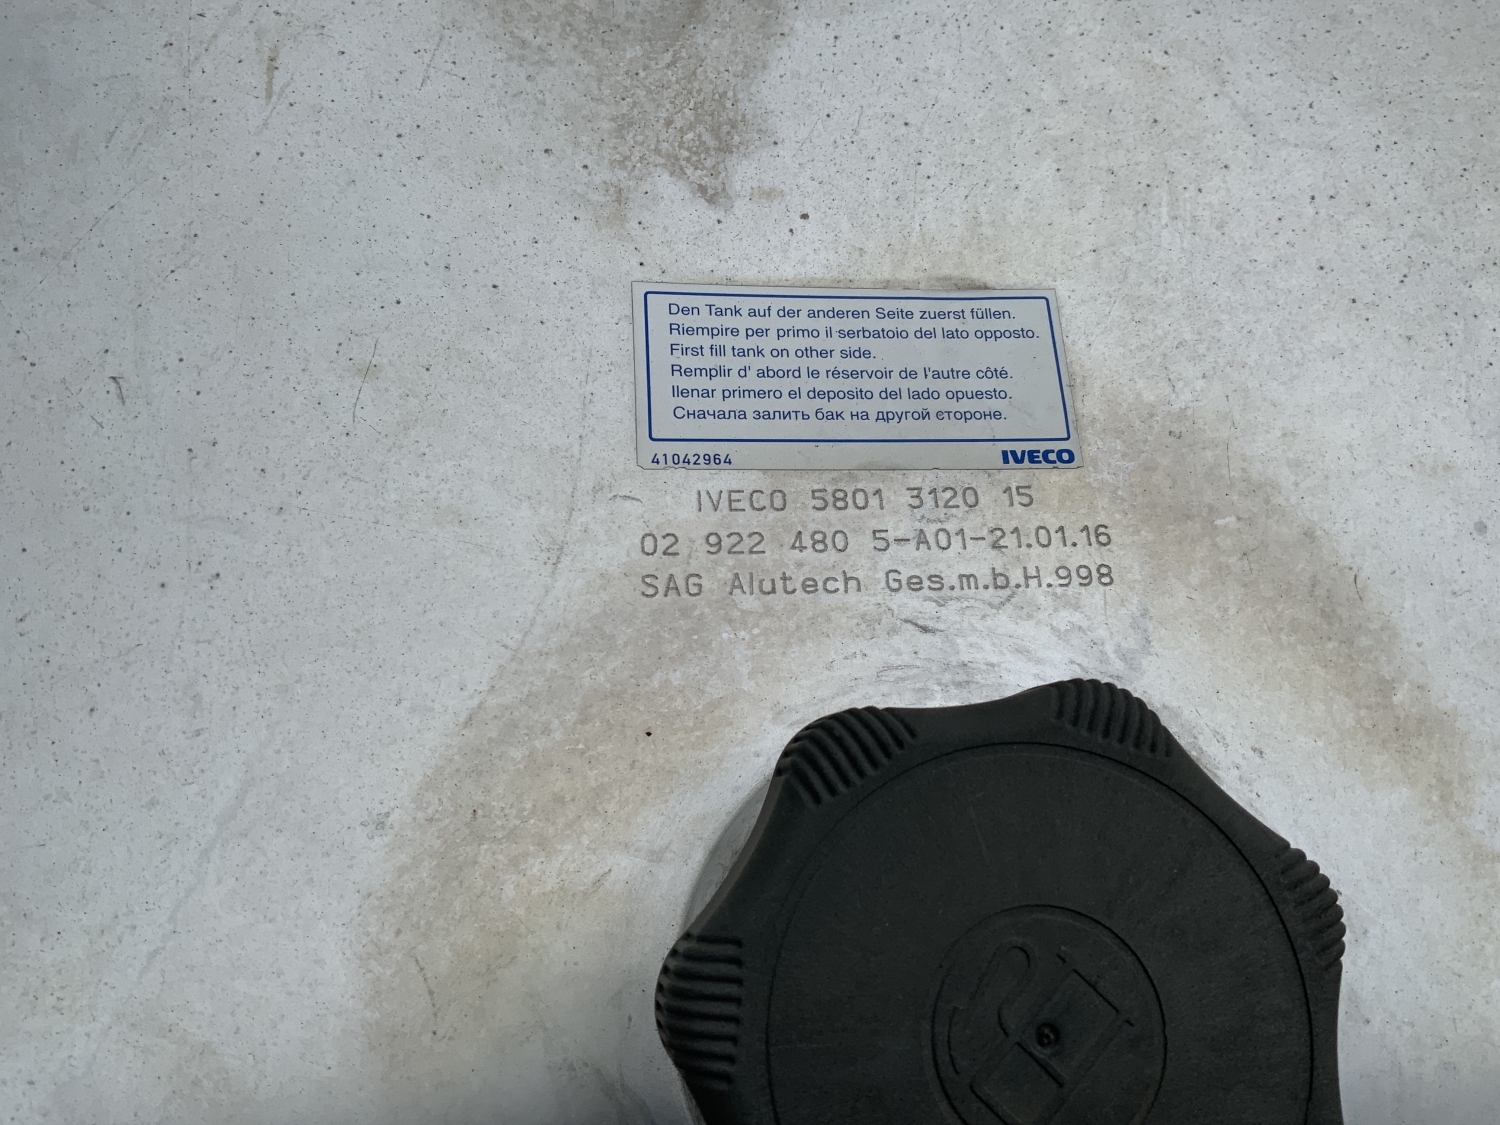 Den Tank auf der anderen Seite zuerst füllen.
Riempire per primo il serbatoio del lato opposto.
First fill tank on other side.
Remplir d' abord le réservoir de l'autre côté.
llenar primero el deposito del lado opuesto.
Сначала залить бак на другой стороне.
41042964 IVECO
IVECO 5801 3120 15
02 922 480 5-A01-21.01.16
SAG Alutech Ges.m.b.H.998